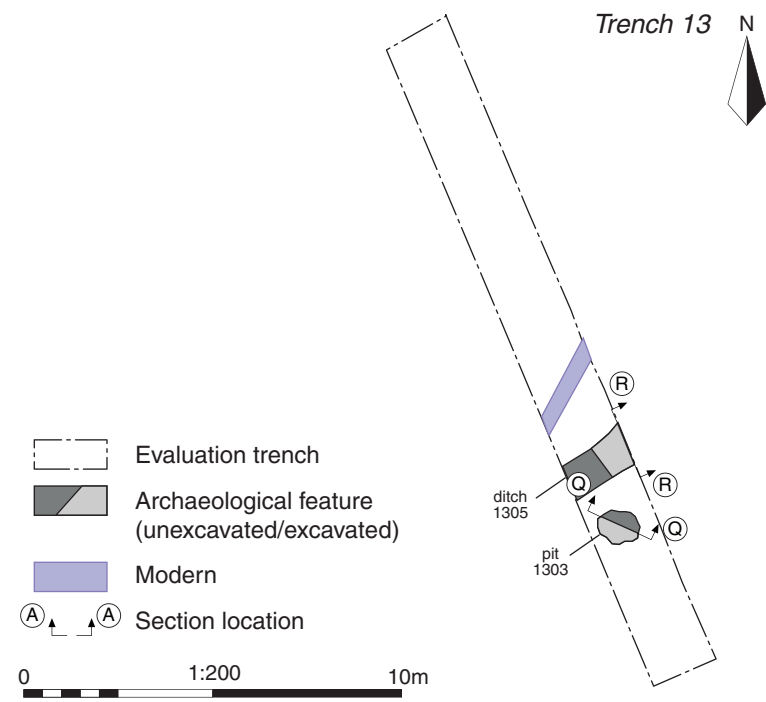 Trench 13
N
R
R
Q
Q
ditch
1305
pit
1303
Evaluation trench
Archaeological feature
(unexcavated/excavated)
Modern
A A Section location
0 1:200 10m